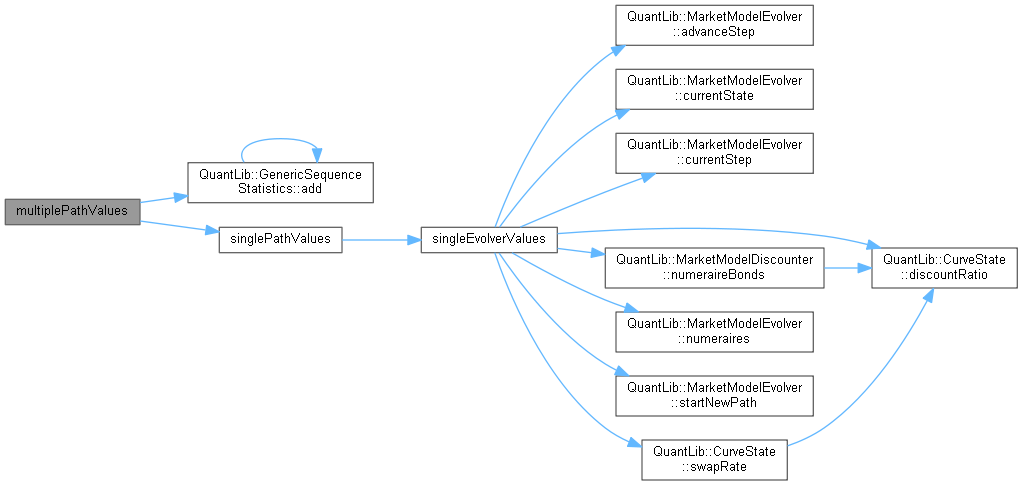 multiplePathValues
QuantLib::GenericSequence
Statistics::add
singlePathValues
singleEvolverValues
QuantLib::MarketModelEvolver
::advanceStep
QuantLib::MarketModelEvolver
::currentState
QuantLib::MarketModelEvolver
::currentStep
QuantLib::MarketModelDiscounter
::numeraireBonds
QuantLib::MarketModelEvolver
::numeraires
QuantLib::MarketModelEvolver
::startNewPath
QuantLib::CurveState
::swapRate
QuantLib::CurveState
::discountRatio